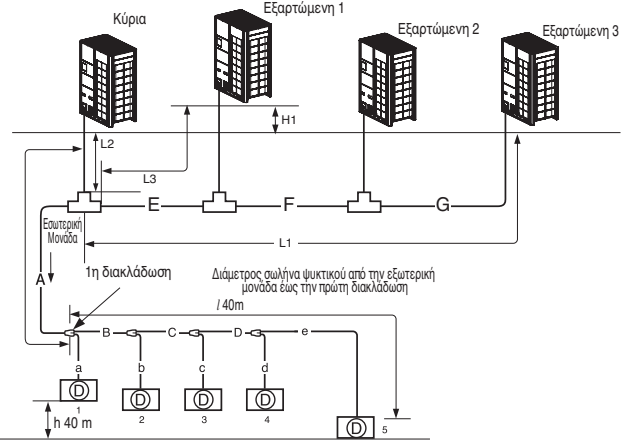 Κύρια
Εξαρτώμενη 1
Εξαρτώμενη 2
Εξαρτώμενη 3
H1
L2
L3
E
F
G
Εσωτερική
Μονάδα
L1
A
1η διακλάδωση
Διάμετρος σωλήνα ψυκτικού από την εξωτερική
μονάδα έως την πρώτη διακλάδωση
l 40m
B
C
D
e
a
b
c
d
D
D
D
D
D
1
2
3
4
5
h 40 m